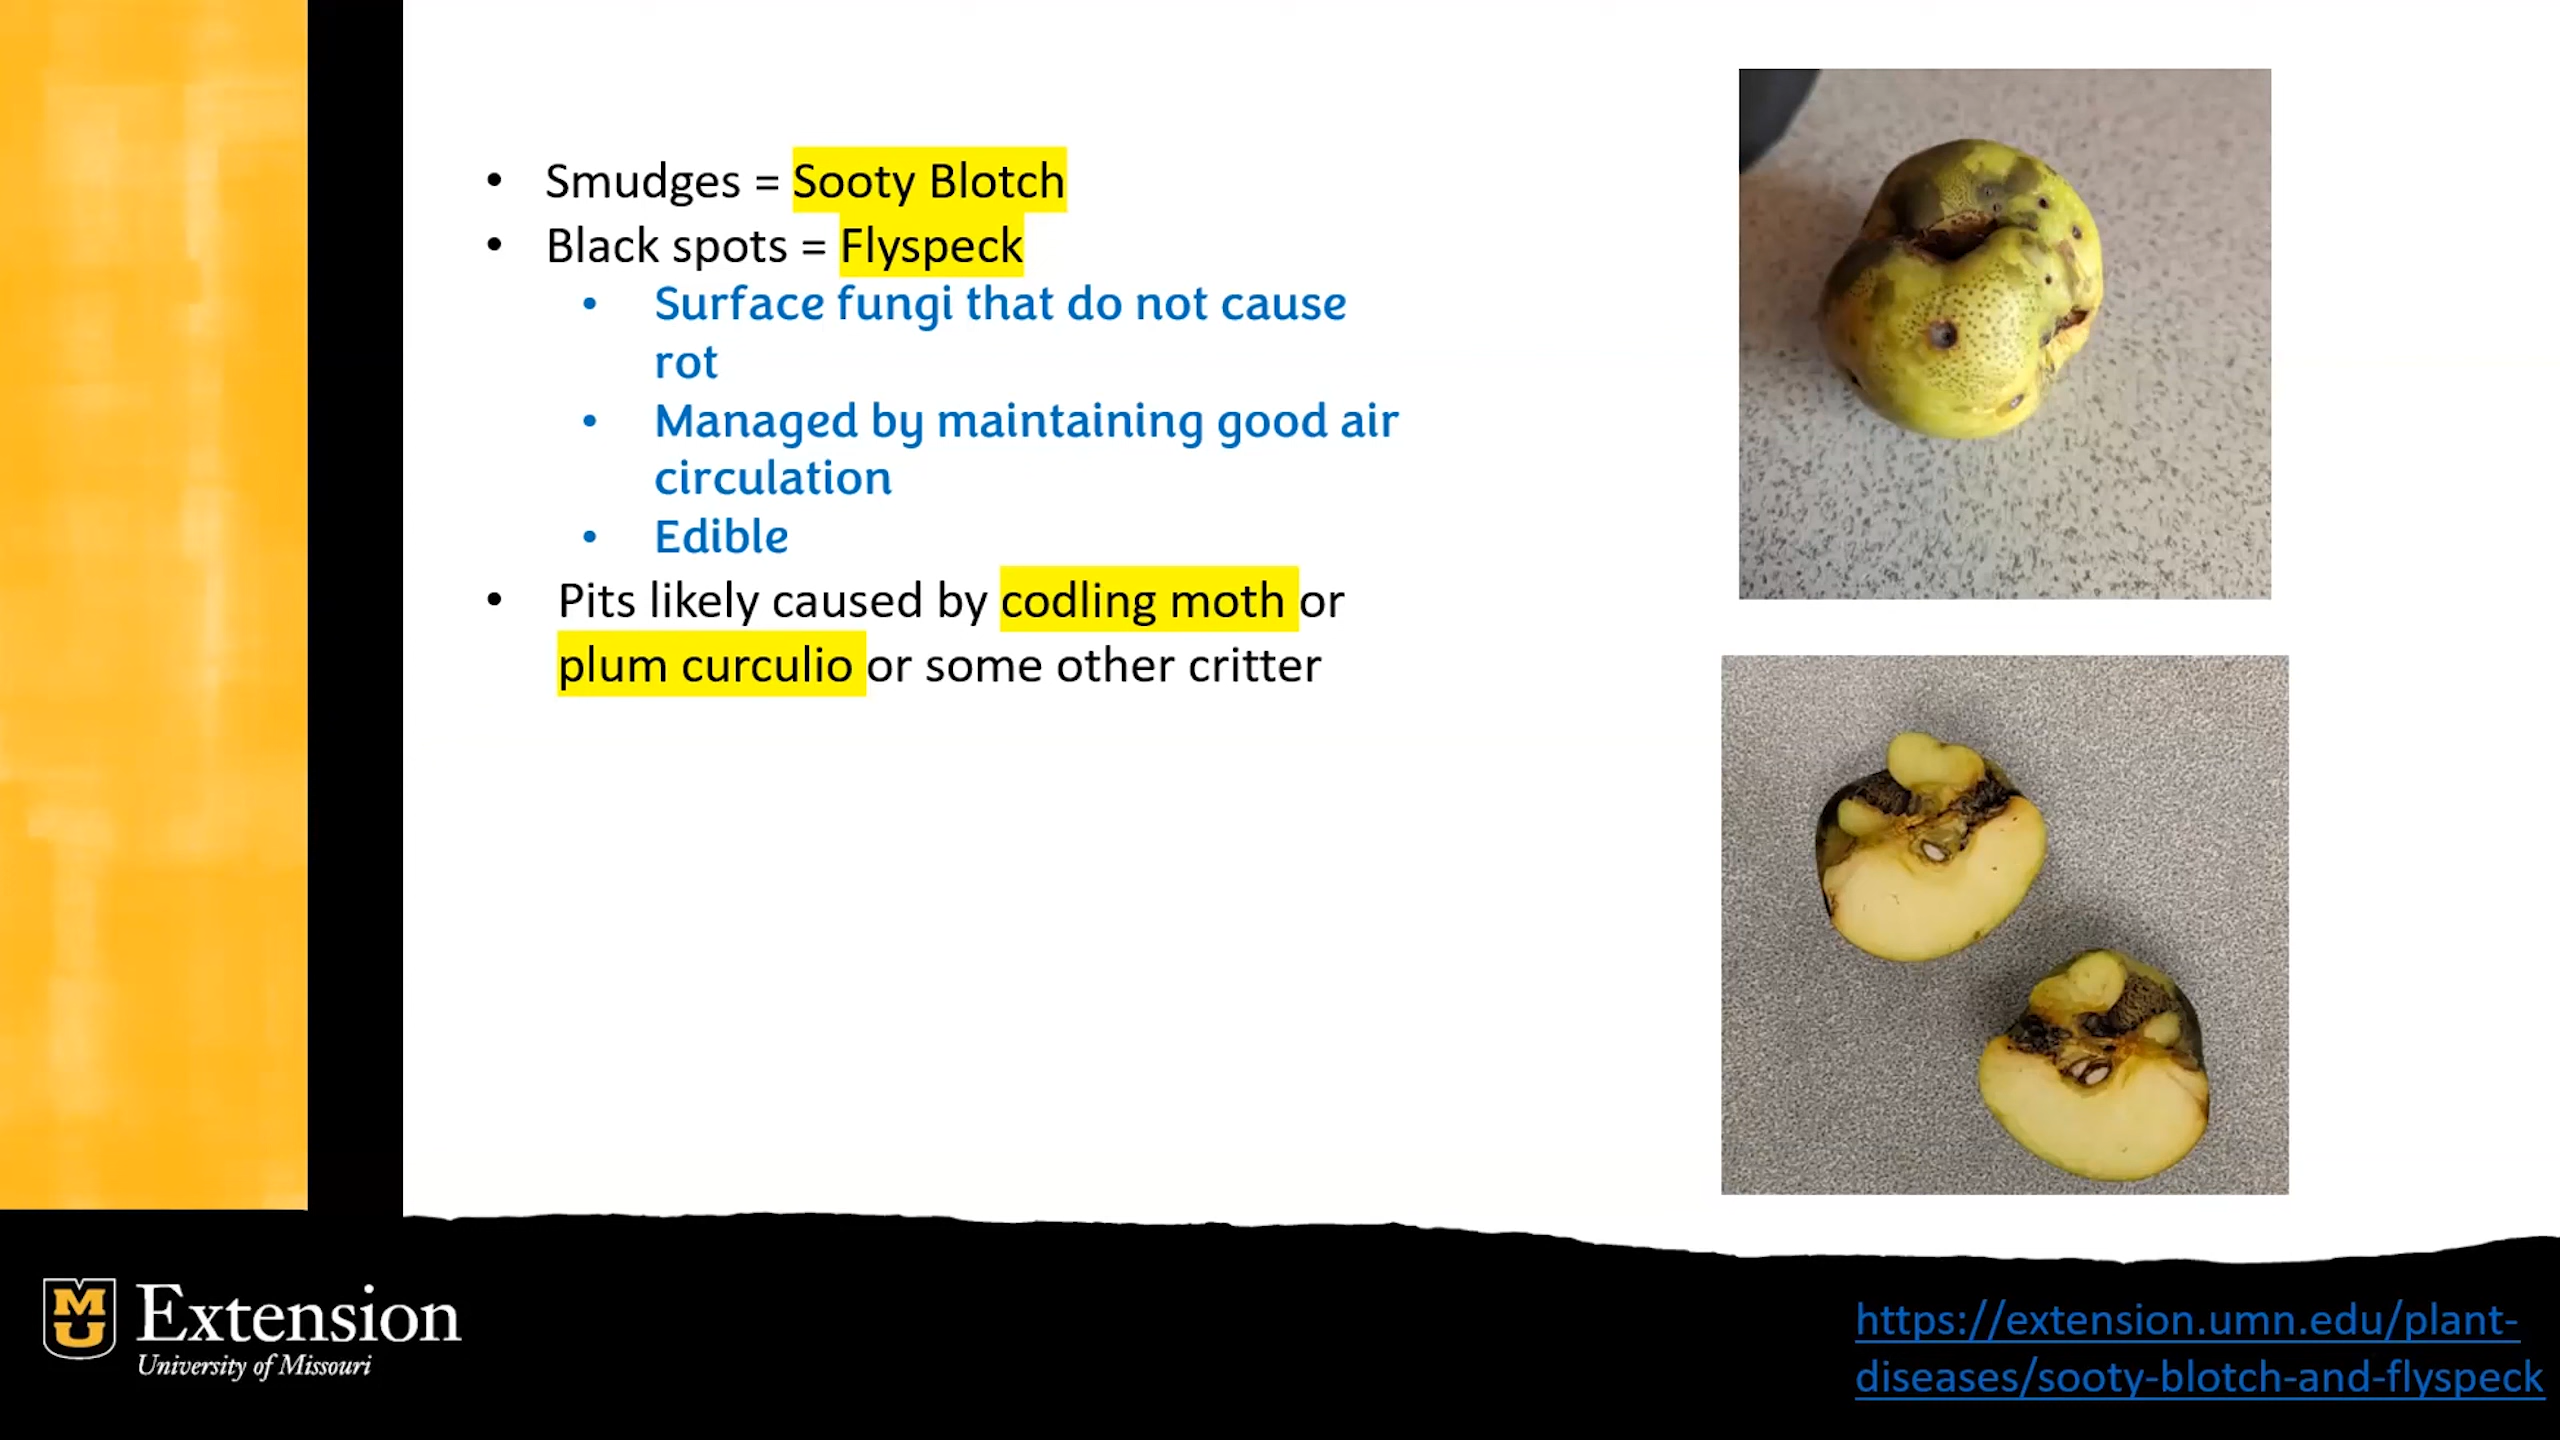 • Smudges = Sooty Blotch
• Black spots = Flyspeck
• Surface fungi that do not cause
rot
• Managed by maintaining good air
circulation
• Edible
• Pits likely caused by codling moth or
plum curculio or some other critter
MU
Extension
University of Missouri
https://extension.umn.edu/plant-
diseases/sooty-blotch-and-flyspeck